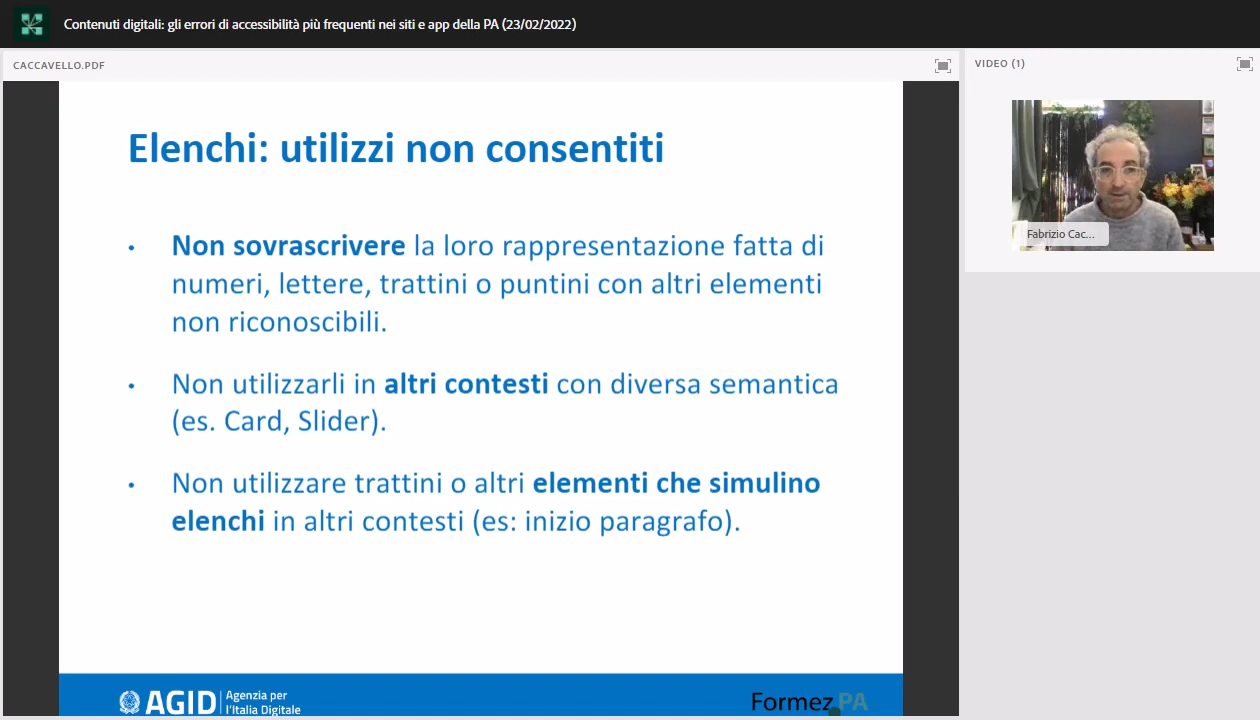 Contenuti digitali: gli errori di accessibilità più frequenti nei siti e app della PA (23/02/2022)
CACCAVELLO.PDF
VIDEO (1)
Elenchi: utilizzi non consentiti
• Non sovrascrivere la loro rappresentazione fatta di
numeri, lettere, trattini o puntini con altri elementi
non riconoscibili.
• Non utilizzarli in altri contesti con diversa semantica
(es. Card, Slider).
• Non utilizzare trattini o altri elementi che simulino
elenchi in altri contesti (es: inizio paragrafo).
Fabrizio Cac...
AGID Agenzia per
l'Italia Digitale
Formez PA